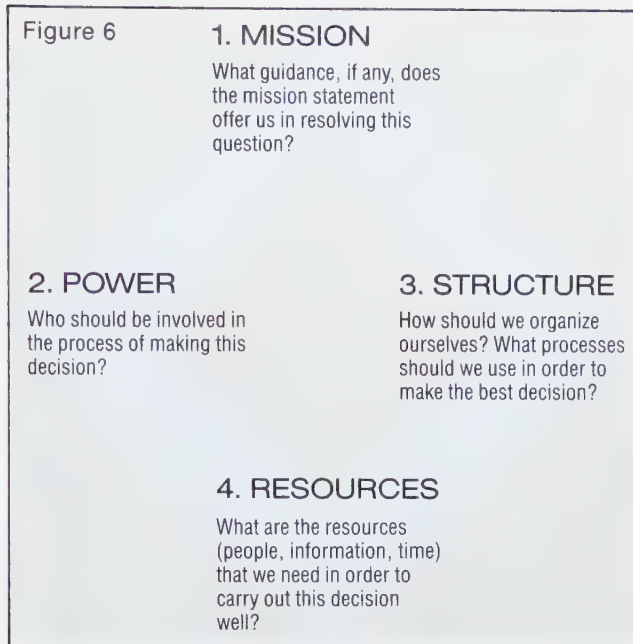 Figure 6
1. MISSION
What guidance, if any, does
the mission statement
offer us in resolving this
question?
2. POWER
Who should be involved in
the process of making this
decision?
3. STRUCTURE
How should we organize
ourselves? What processes
should we use in order to
make the best decision?
4. RESOURCES
What are the resources
(people, information, time)
that we need in order to
carry out this decision
well?